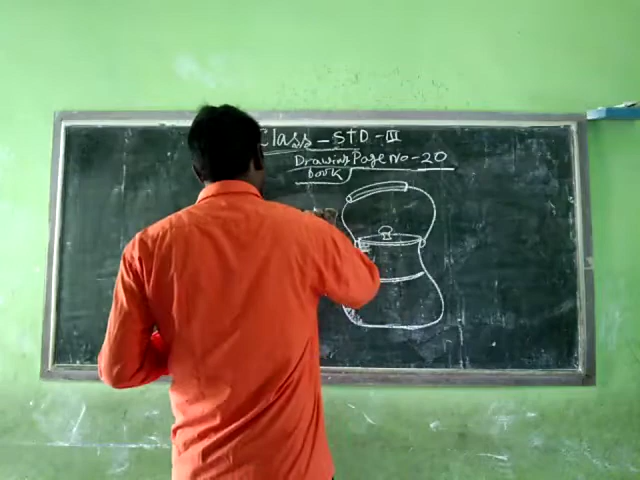 Class - STD - III
Drawing Page No - 20
book